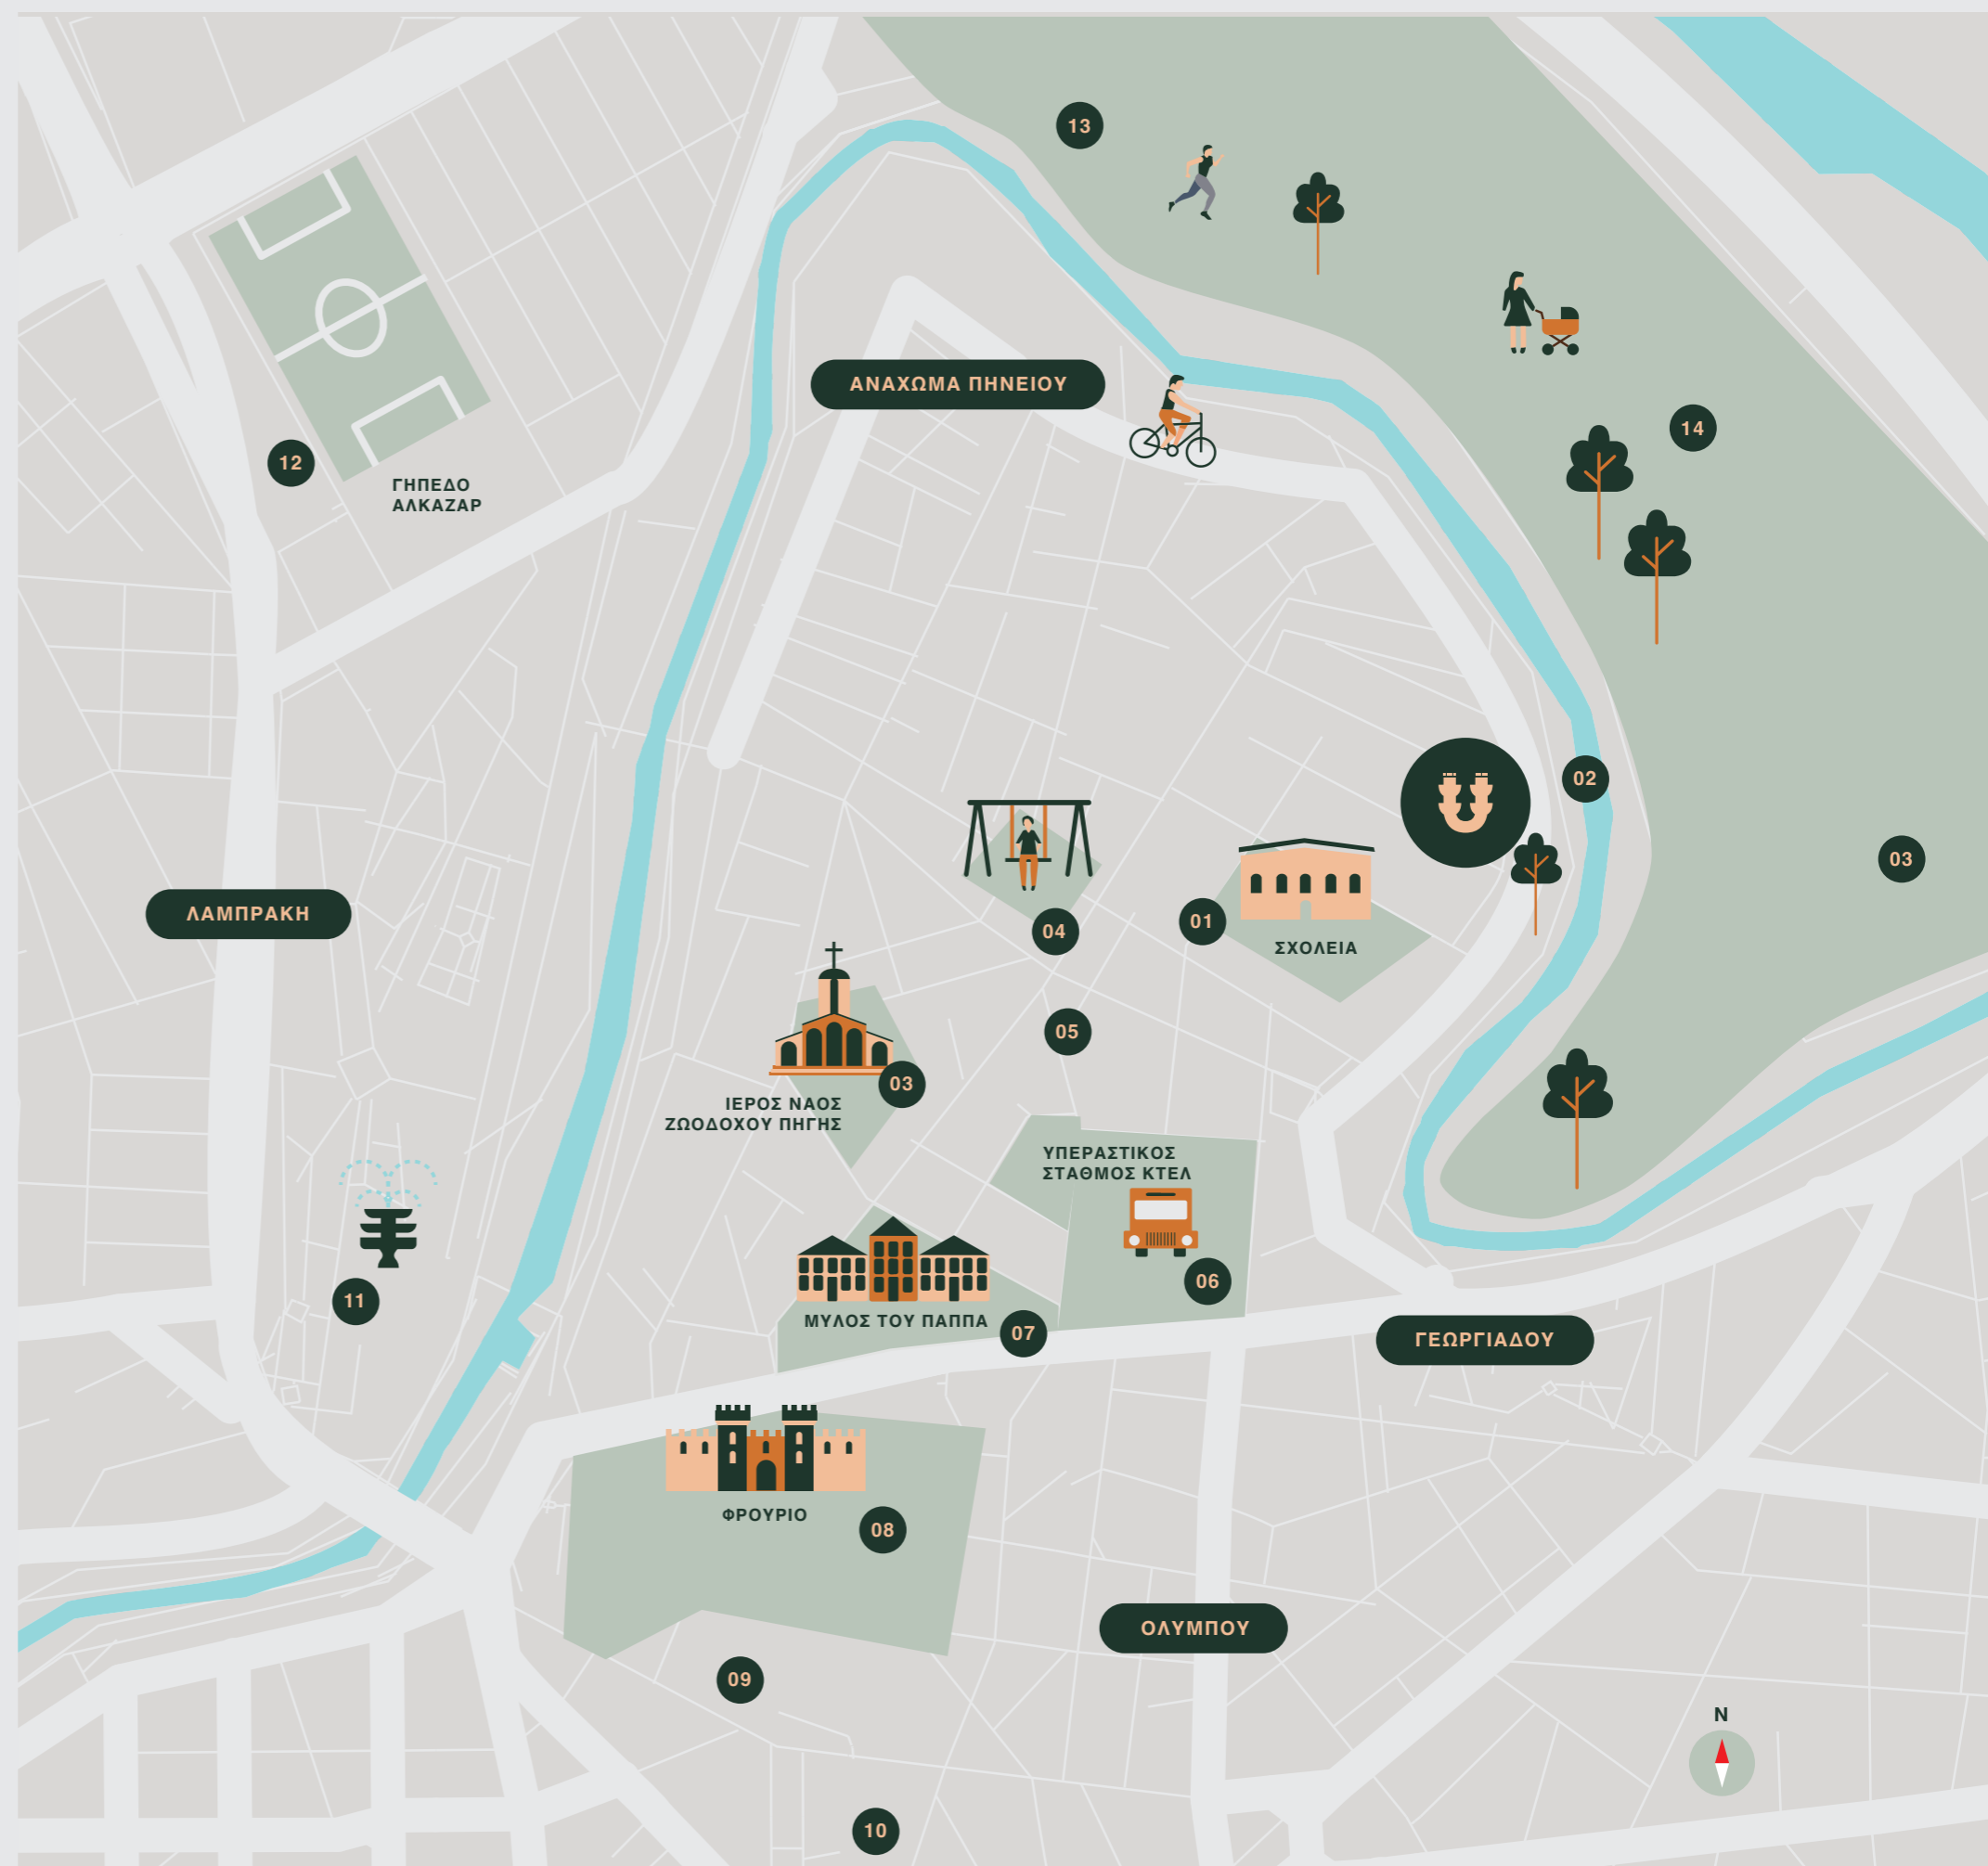 13
ΑΝΑΧΩΜΑ ΠΗΝΕΙΟΥ
14
12
ΓΗΠΕΔΟ
ΑΛΚΑΖΑΡ
02
03
ΛΑΜΠΡΑΚΗ
04
01
ΣΧΟΛΕΙΑ
05
03
ΙΕΡΟΣ ΝΑΟΣ
ΖΩΟΔΟΧΟΥ ΠΗΓΗΣ
ΥΠΕΡΑΣΤΙΚΟΣ
ΣΤΑΘΜΟΣ ΚΤΕΛ
06
11
ΜΥΛΟΣ ΤΟΥ ΠΑΠΠΑ
07
ΓΕΩΡΓΙΑΔΟΥ
ΦΡΟΥΡΙΟ
08
ΟΛΥΜΠΟΥ
09
N
10